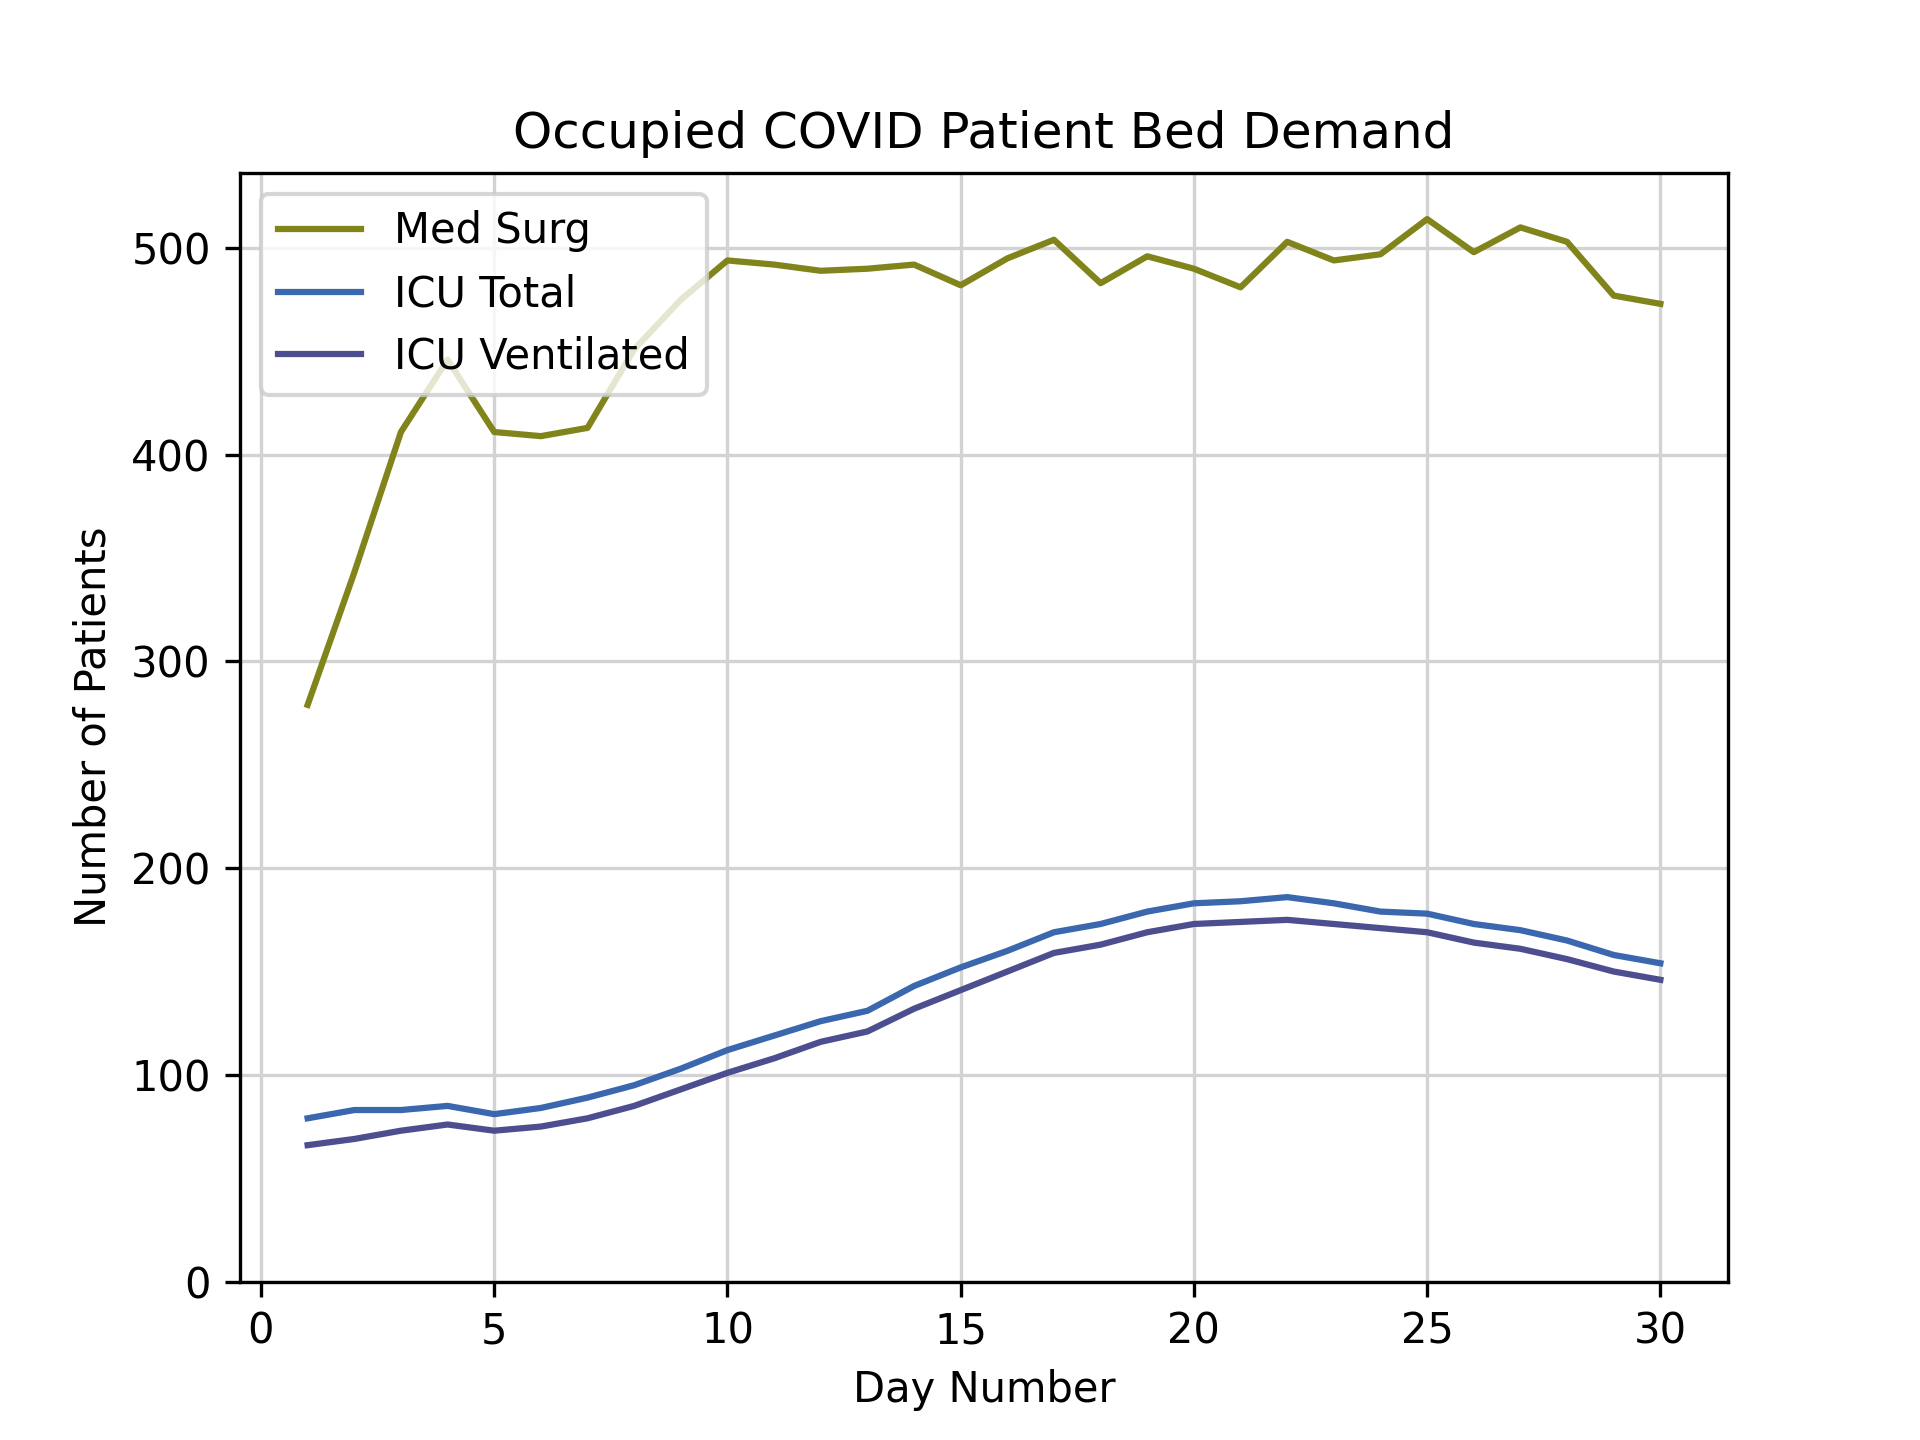 Occupied COVID Patient Bed Demand
Med Surg
ICU Total
ICU Ventilated
Number of Patients
500
400
300
200
100
0
0 5 10 15 20 25 30
Day Number